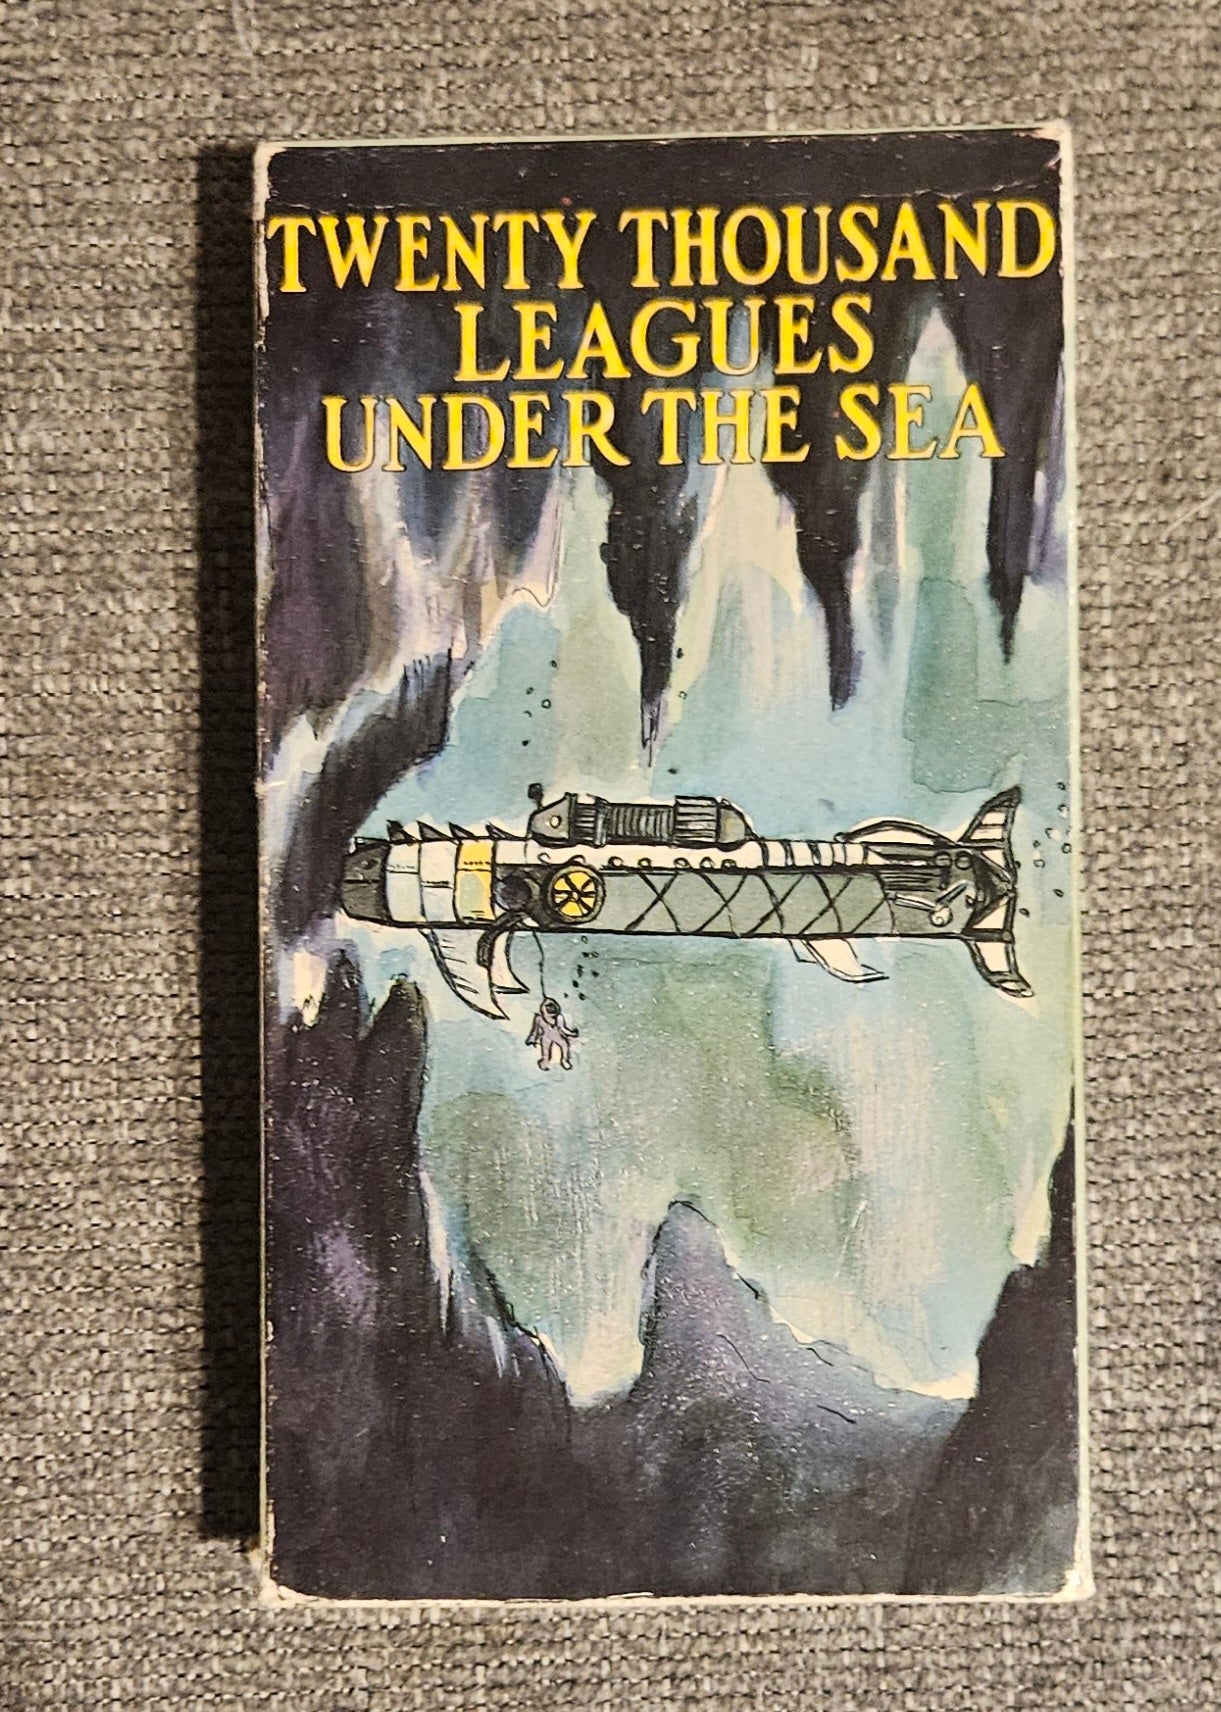 TWENTY THOUSAND
LEAGUES
UNDER THE SEA